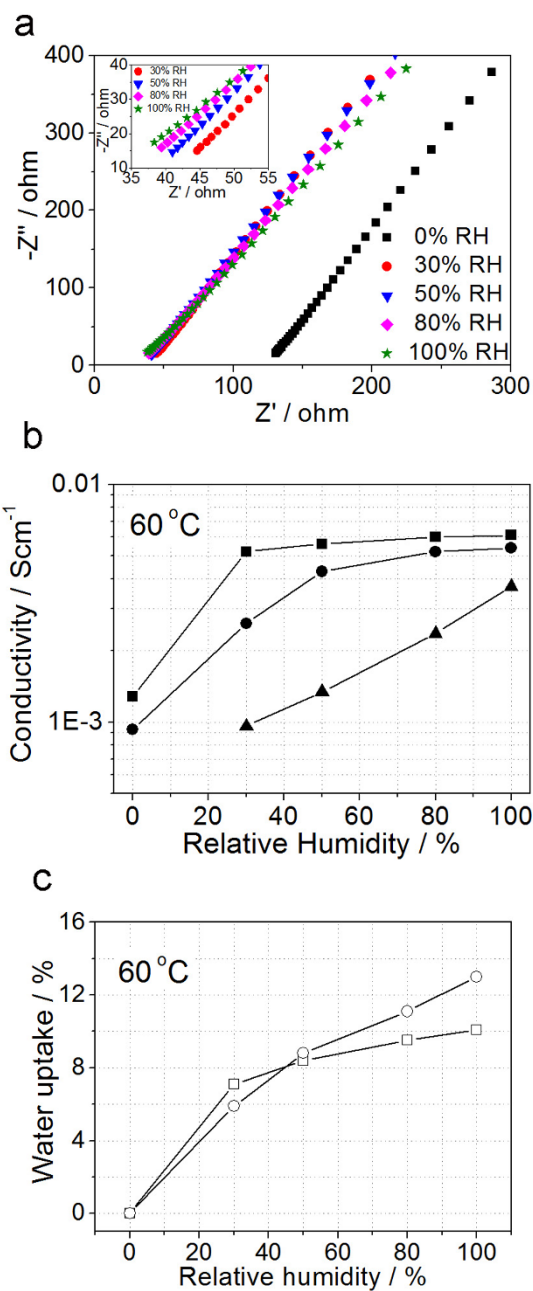 a
400
300
200
100
0
-Z'' / ohm
0
100
200
300
Z' / ohm
40
30
20
10
-Z'' / ohm
35
40
45
50
55
Z' / ohm
30% RH
50% RH
80% RH
100% RH
0% RH
30% RH
50% RH
80% RH
100% RH
b
0.01
1E-3
60 °C
Conductivity / Scm⁻¹
0
20
40
60
80
100
Relative Humidity / %
c
16
12
8
4
0
60 °C
Water uptake / %
0
20
40
60
80
100
Relative humidity / %